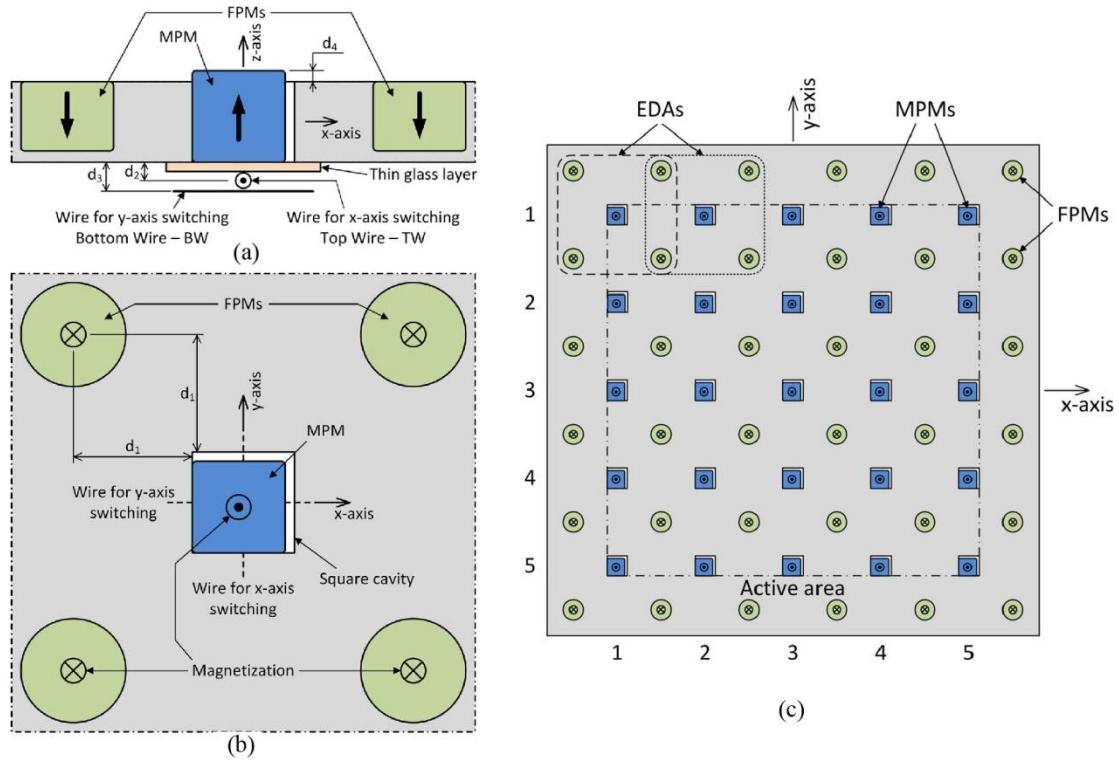 FPMs
MPM
z-axis
d4
x-axis
d3
d2
Thin glass layer
Wire for y-axis switching
Bottom Wire – BW
Wire for x-axis switching
Top Wire – TW
(a)
FPMs
d1
y-axis
MPM
d1
Wire for y-axis
switching
x-axis
Wire for x-axis
switching
Square cavity
Magnetization
(b)
EDAs
y-axis
MPMs
FPMs
1
2
3
x-axis
4
5
Active area
1 2 3 4 5
(c)